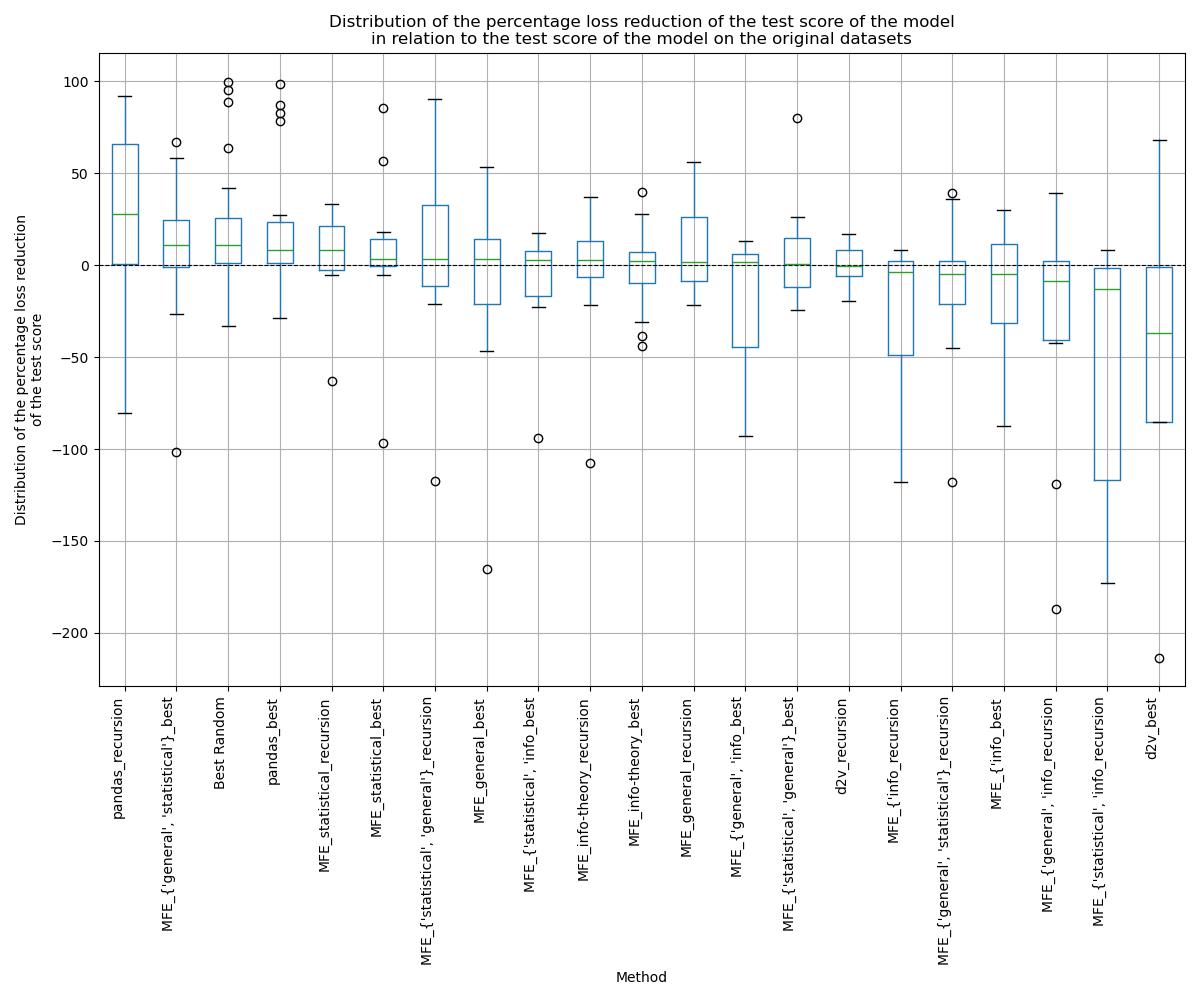 Distribution of the percentage loss reduction of the test score of the model
in relation to the test score of the model on the original datasets
Distribution of the percentage loss reduction
of the test score
100
50
0
−50
−100
−150
−200
pandas_recursion
MFE_{'general', 'statistical'}_best
Best Random
pandas_best
MFE_statistical_recursion
MFE_statistical_best
MFE_{'statistical', 'general'}_recursion
MFE_general_best
MFE_{'statistical', 'info_best
MFE_info-theory_recursion
MFE_info-theory_best
MFE_general_recursion
MFE_{'general', 'info_best
MFE_{'statistical', 'general'}_best
d2v_recursion
MFE_{'info_recursion
MFE_{'general', 'statistical'}_recursion
MFE_{'info_best
MFE_{'general', 'info_recursion
MFE_{'statistical', 'info_recursion
d2v_best
Method